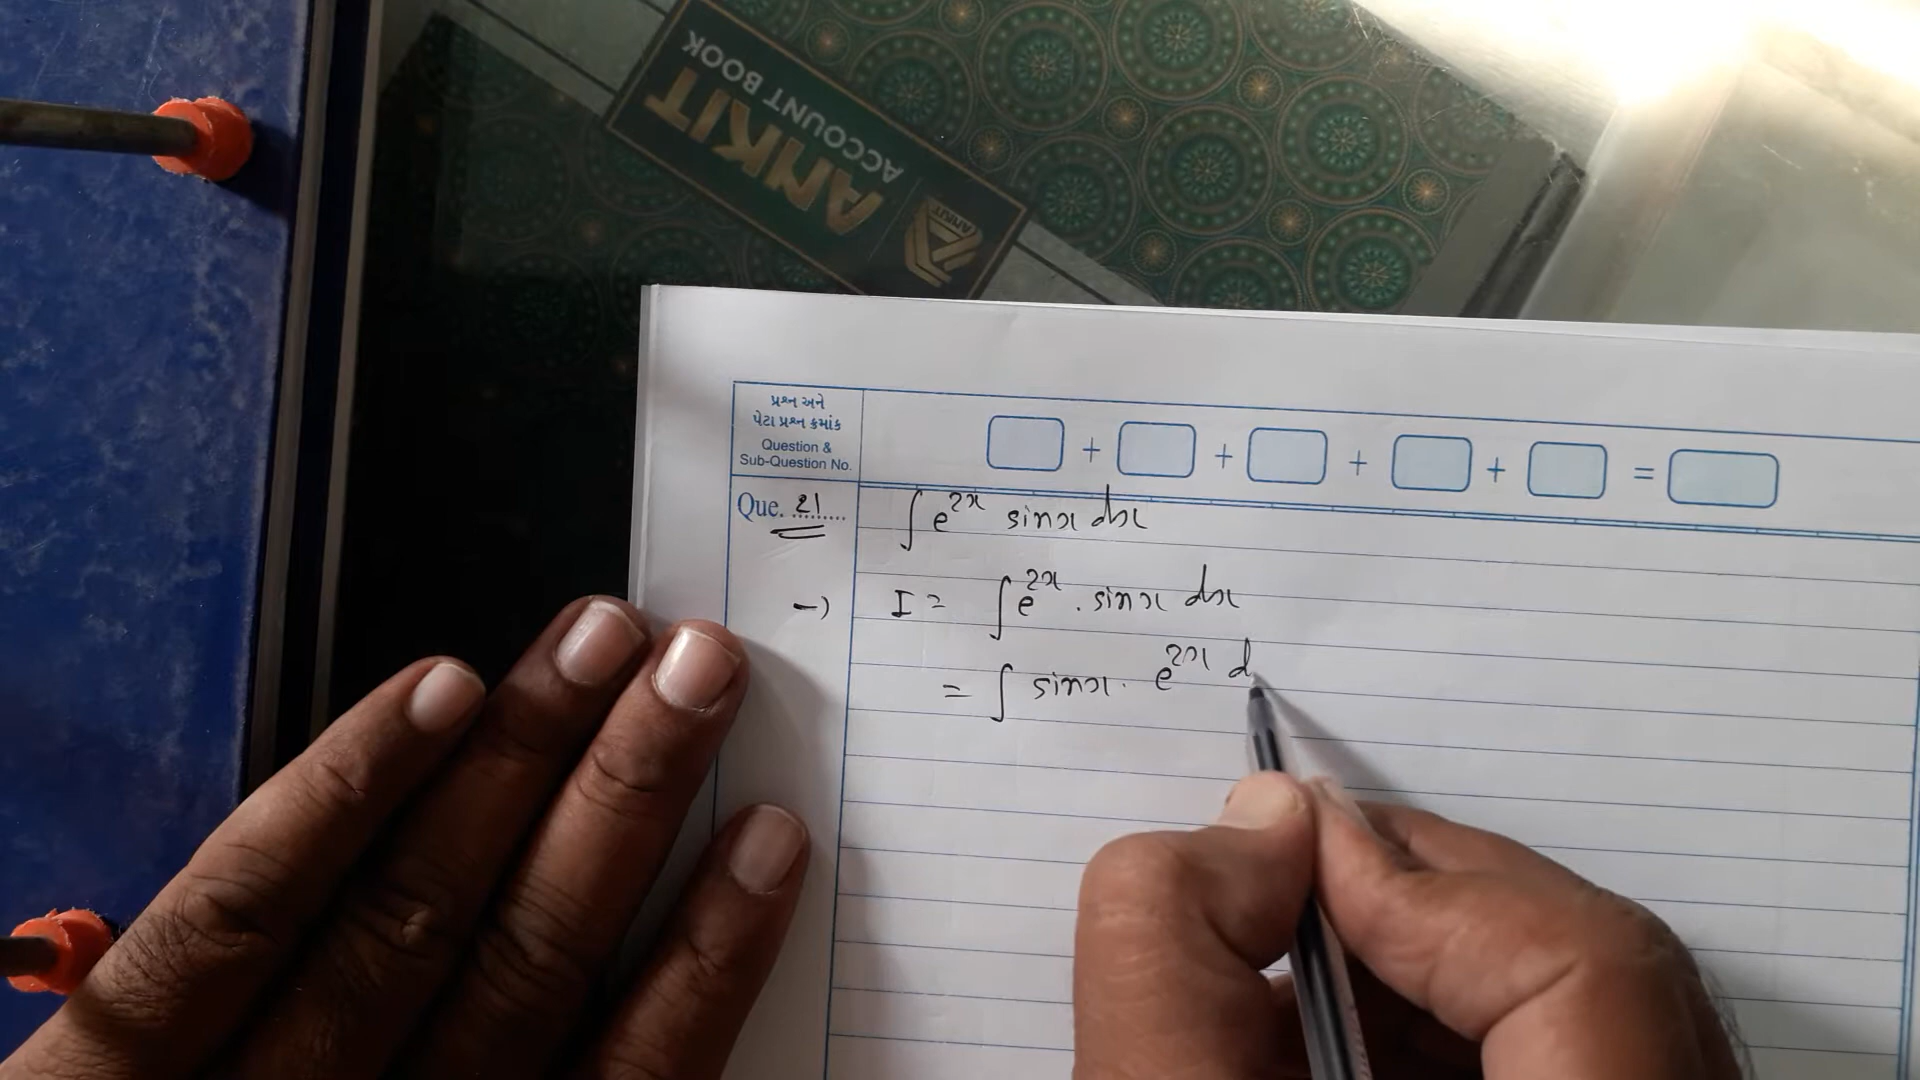 ANKIT
ACCOUNT BOOK
ANKIT
પ્રશ્ન અને
પેટા પ્રશ્ન ક્રમાંક
Question &
Sub-Question No.
+ + + + =
Que. 21 ∫ e^{2x} sinx dx
→ I = ∫ e^{2x} . sinx dx
= ∫ sinx . e^{2x} d